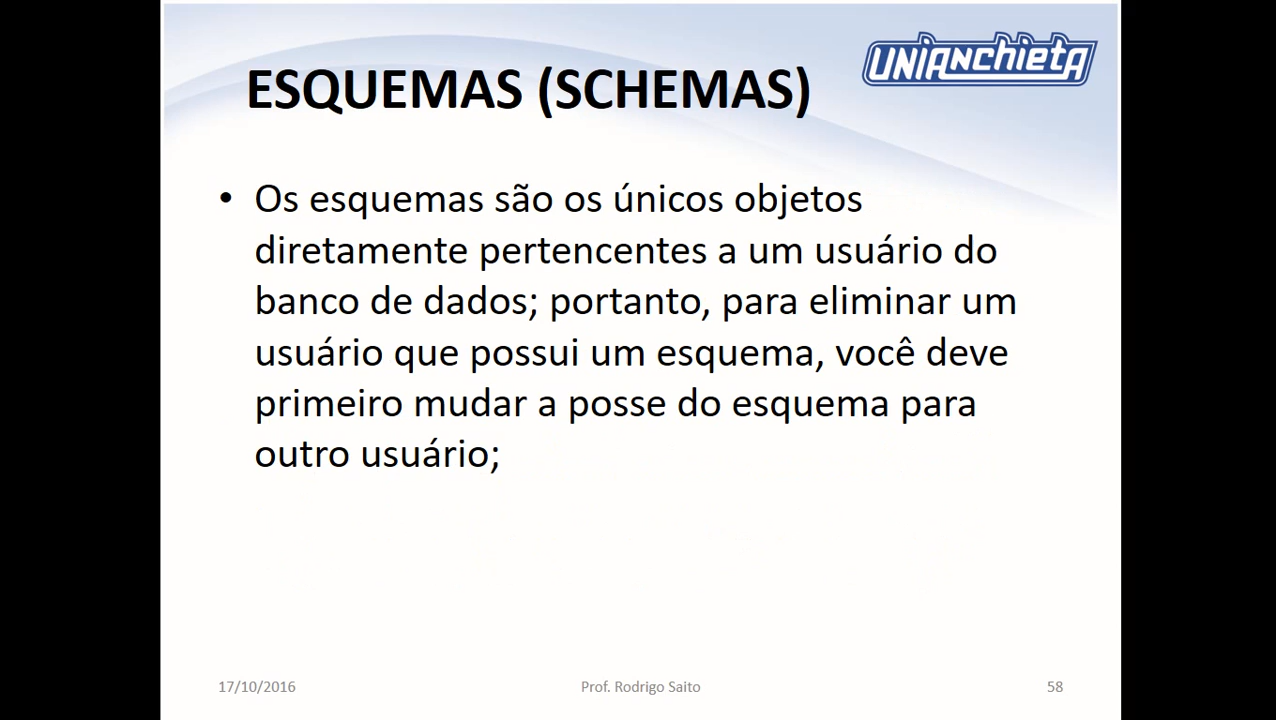 UNIANCHIETA
ESQUEMAS (SCHEMAS)
• Os esquemas são os únicos objetos
diretamente pertencentes a um usuário do
banco de dados; portanto, para eliminar um
usuário que possui um esquema, você deve
primeiro mudar a posse do esquema para
outro usuário;
17/10/2016
Prof. Rodrigo Saito
58